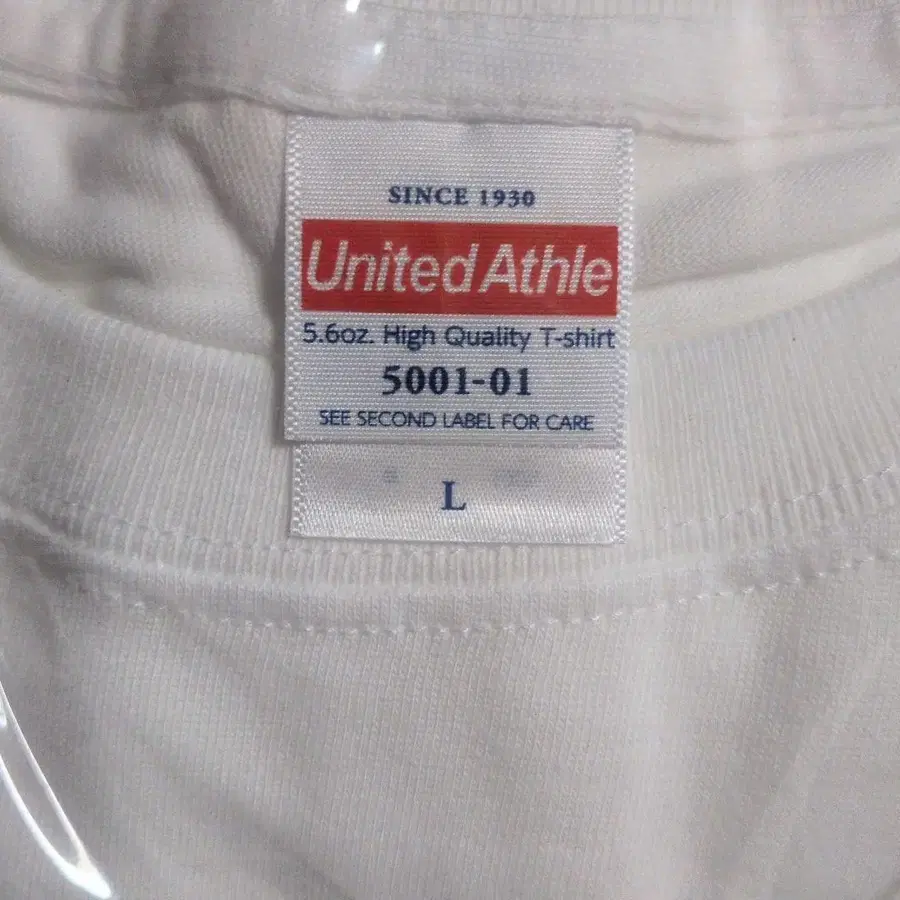 SINCE 1930
United Athle
5.6oz. High Quality T-shirt
5001-01
SEE SECOND LABEL FOR CARE
L